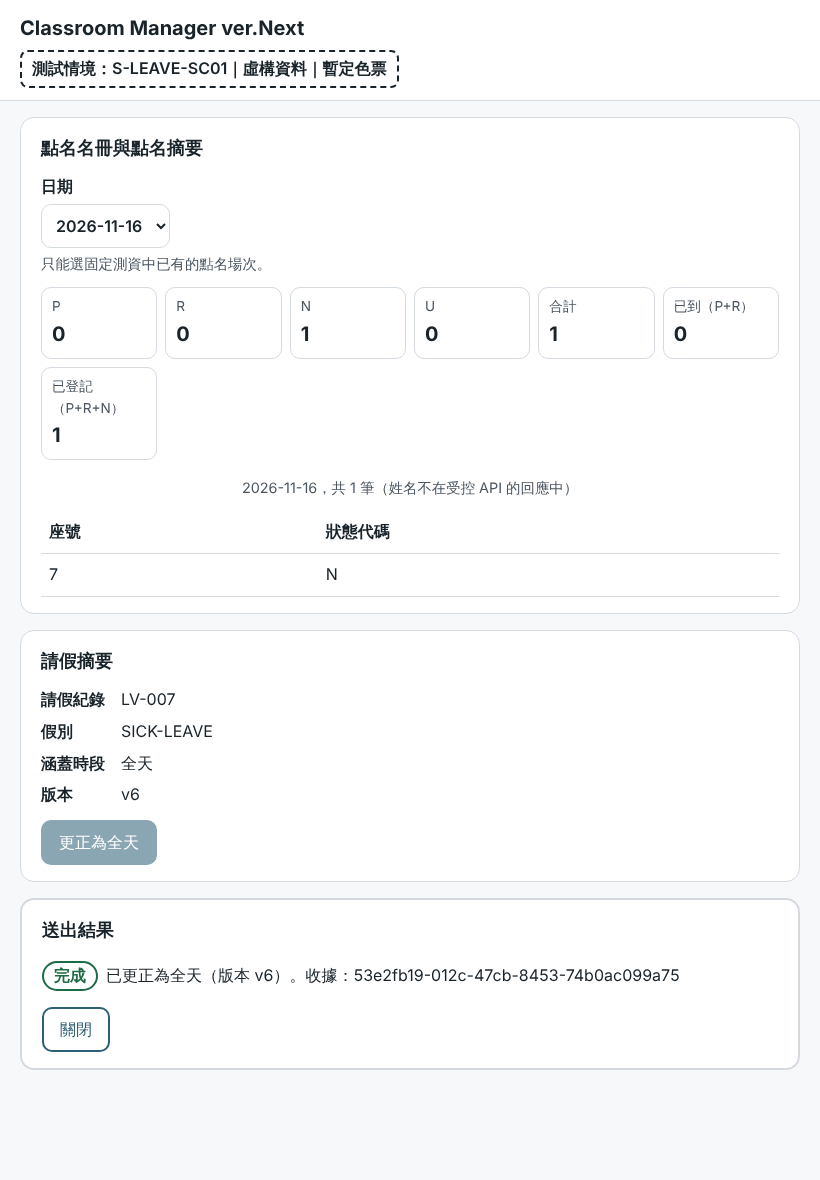 Classroom Manager ver.Next
測試情境：S-LEAVE-SC01｜虛構資料｜暫定色票
點名名冊與點名摘要
日期
2026-11-16
只能選固定測資中已有的點名場次。
P
0
R
0
N
1
U
0
合計
1
已到（P+R）
0
已登記
（P+R+N）
1
2026-11-16，共 1 筆（姓名不在受控 API 的回應中）
座號 狀態代碼
7 N
請假摘要
請假紀錄 LV-007
假別 SICK-LEAVE
涵蓋時段 全天
版本 v6
更正為全天
送出結果
完成 已更正為全天（版本 v6）。收據：53e2fb19-012c-47cb-8453-74b0ac099a75
關閉